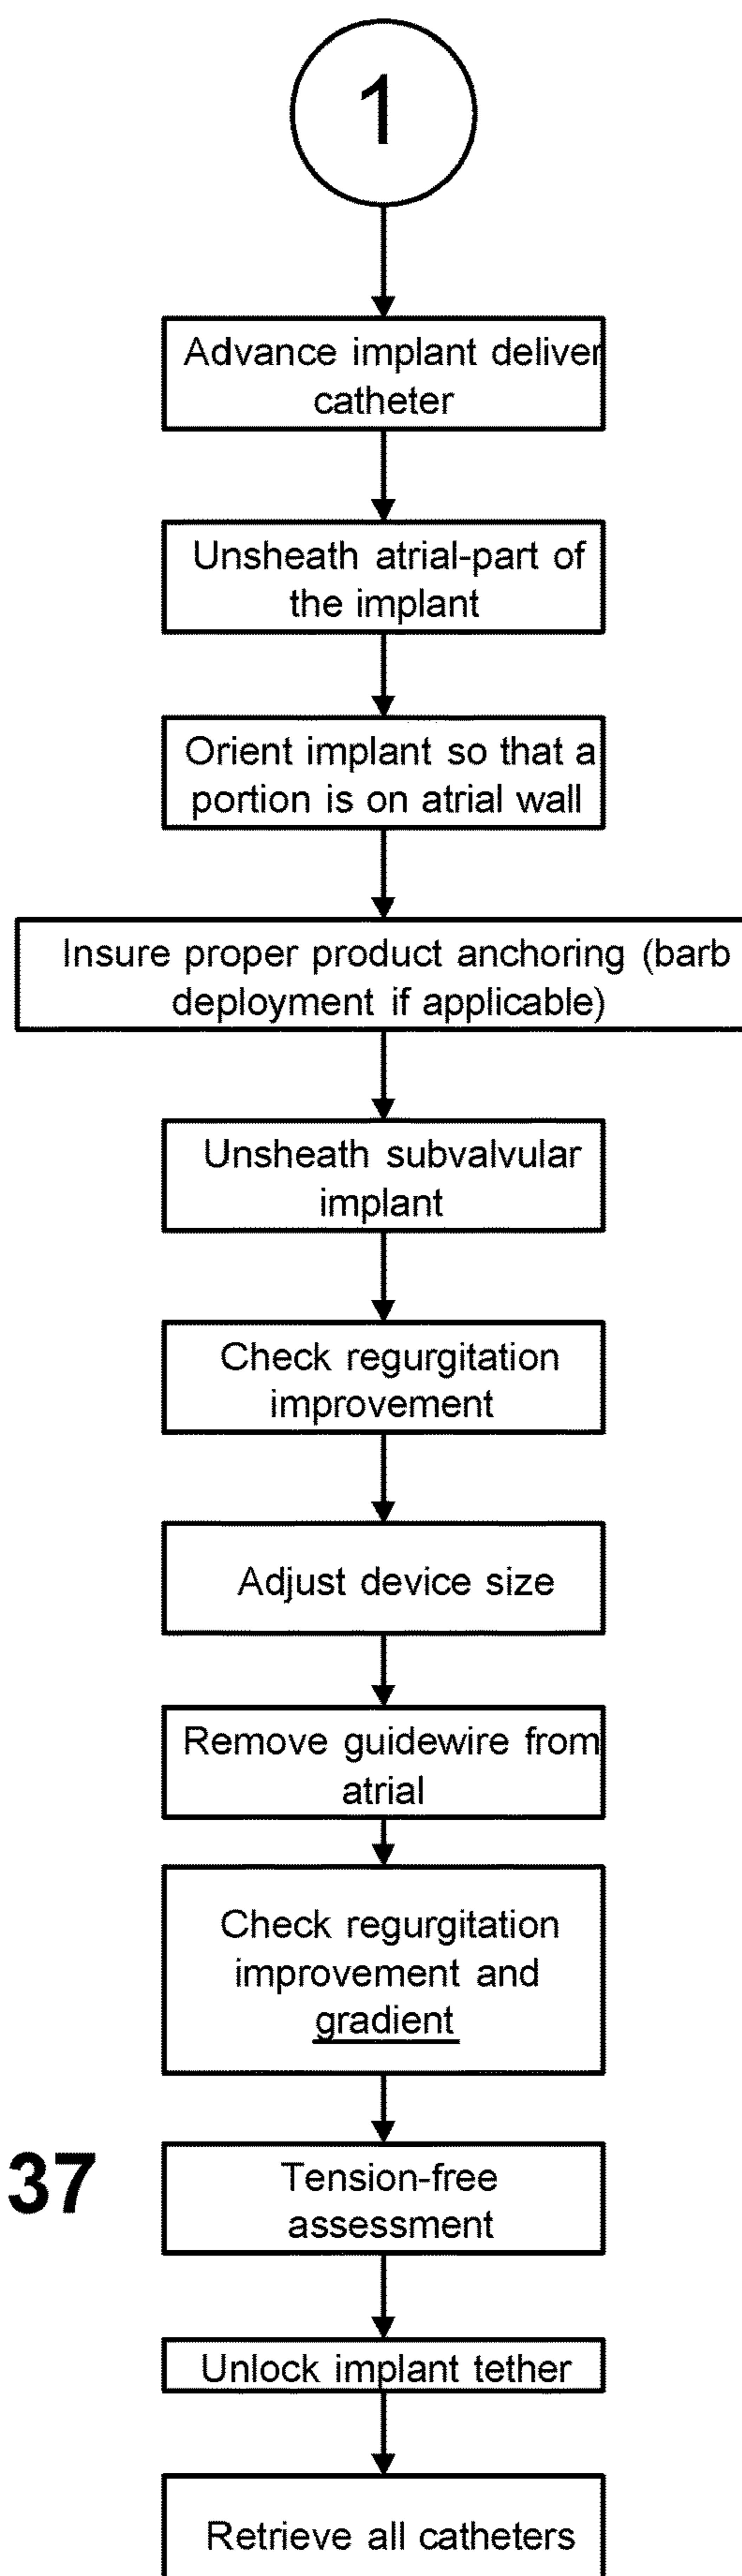 1
Advance implant deliver
catheter
Unsheath atrial-part of
the implant
Orient implant so that a
portion is on atrial wall
Insure proper product anchoring (barb
deployment if applicable)
Unsheath subvalvular
implant
Check regurgitation
improvement
Adjust device size
Remove guidewire from
atrial
Check regurgitation
improvement and
gradient
37
Tension-free
assessment
Unlock implant tether
Retrieve all catheters